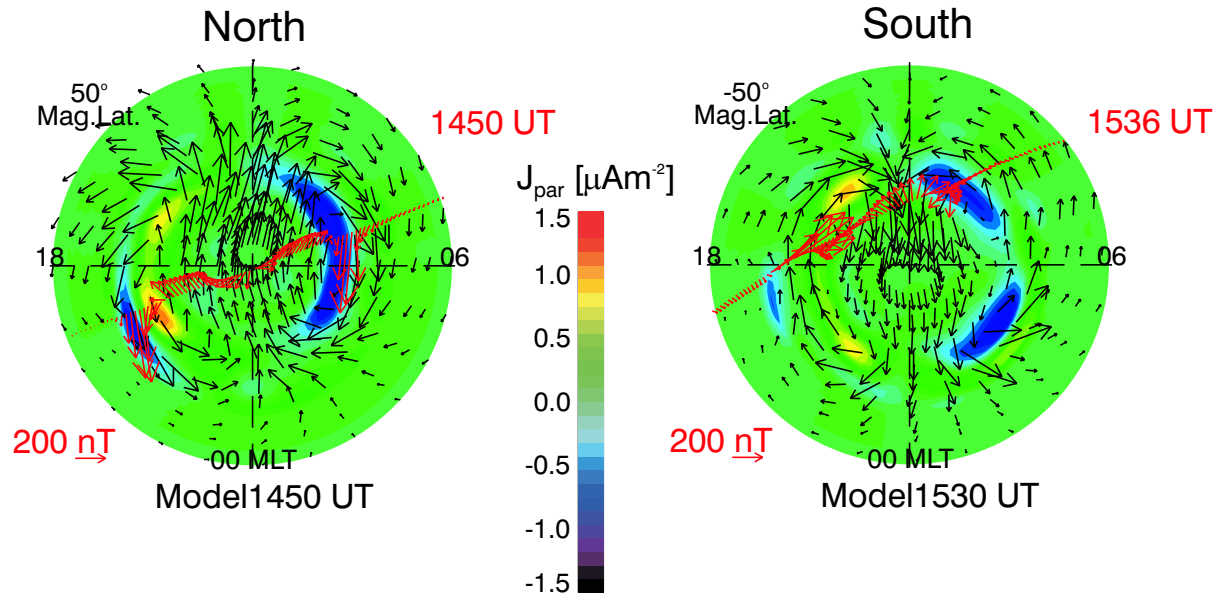 North
South
50°
Mag.Lat.
1450 UT
-50°
Mag.Lat.
1536 UT
J_par [μAm⁻²]
1.5
1.0
0.5
0.0
-0.5
-1.0
-1.5
18
06
18
06
200 nT
-00 MLT
Model1450 UT
200 nT
00 MLT
Model1530 UT